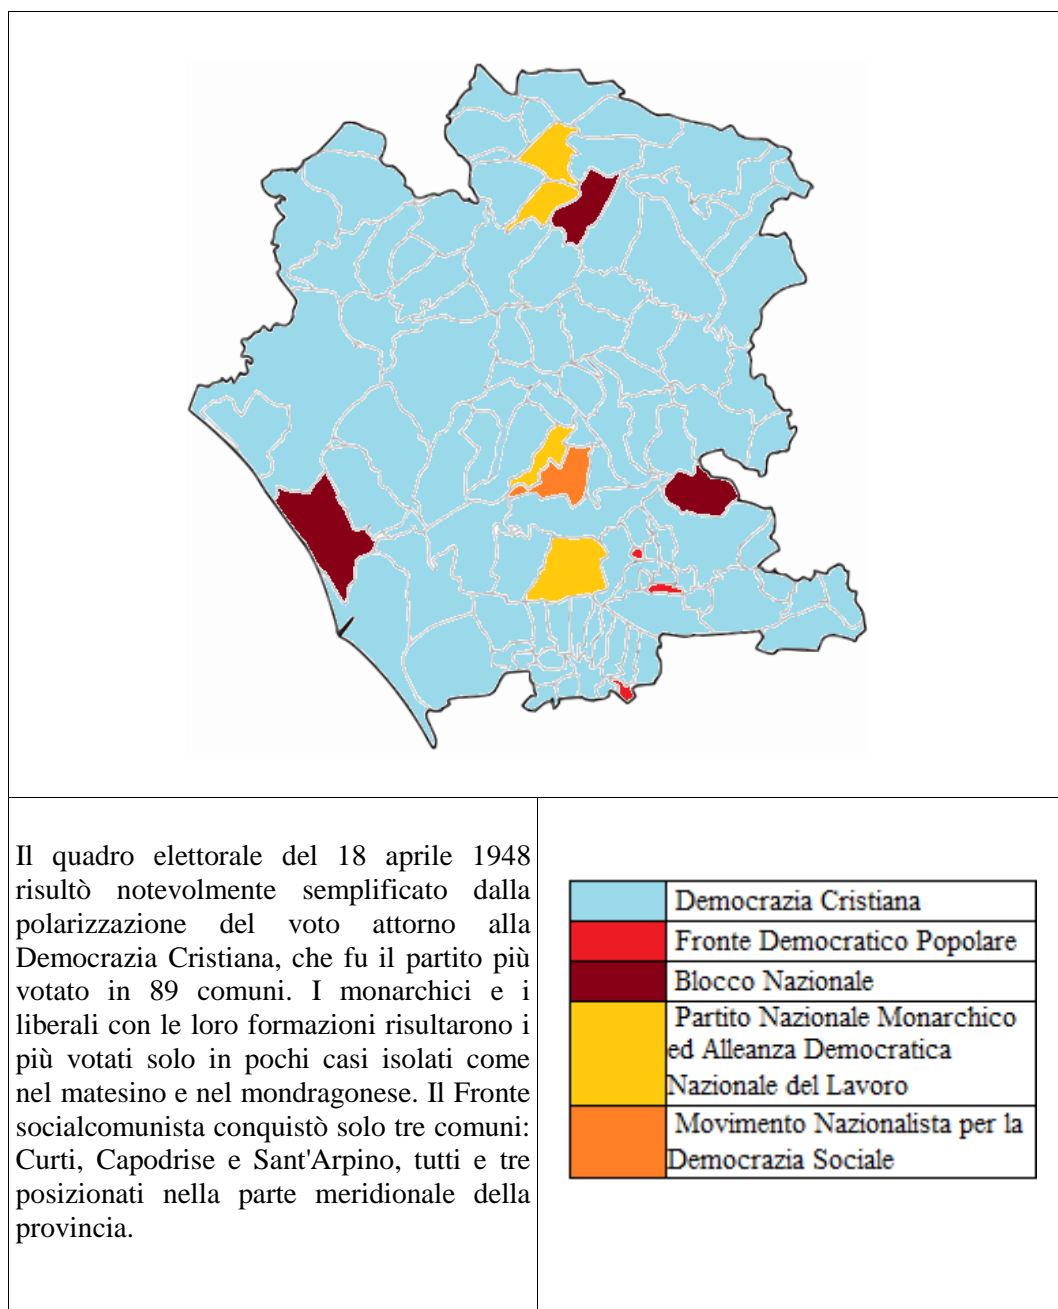 Il quadro elettorale del 18 aprile 1948
risultò notevolmente semplificato dalla
polarizzazione del voto attorno alla
Democrazia Cristiana, che fu il partito più
votato in 89 comuni. I monarchici e i
liberali con le loro formazioni risultarono i
più votati solo in pochi casi isolati come
nel matesino e nel mondragonese. Il Fronte
socialcomunista conquistò solo tre comuni:
Curti, Capodrise e Sant'Arpino, tutti e tre
posizionati nella parte meridionale della
provincia.
Democrazia Cristiana
Fronte Democratico Popolare
Blocco Nazionale
Partito Nazionale Monarchico
ed Alleanza Democratica
Nazionale del Lavoro
Movimento Nazionalista per la
Democrazia Sociale